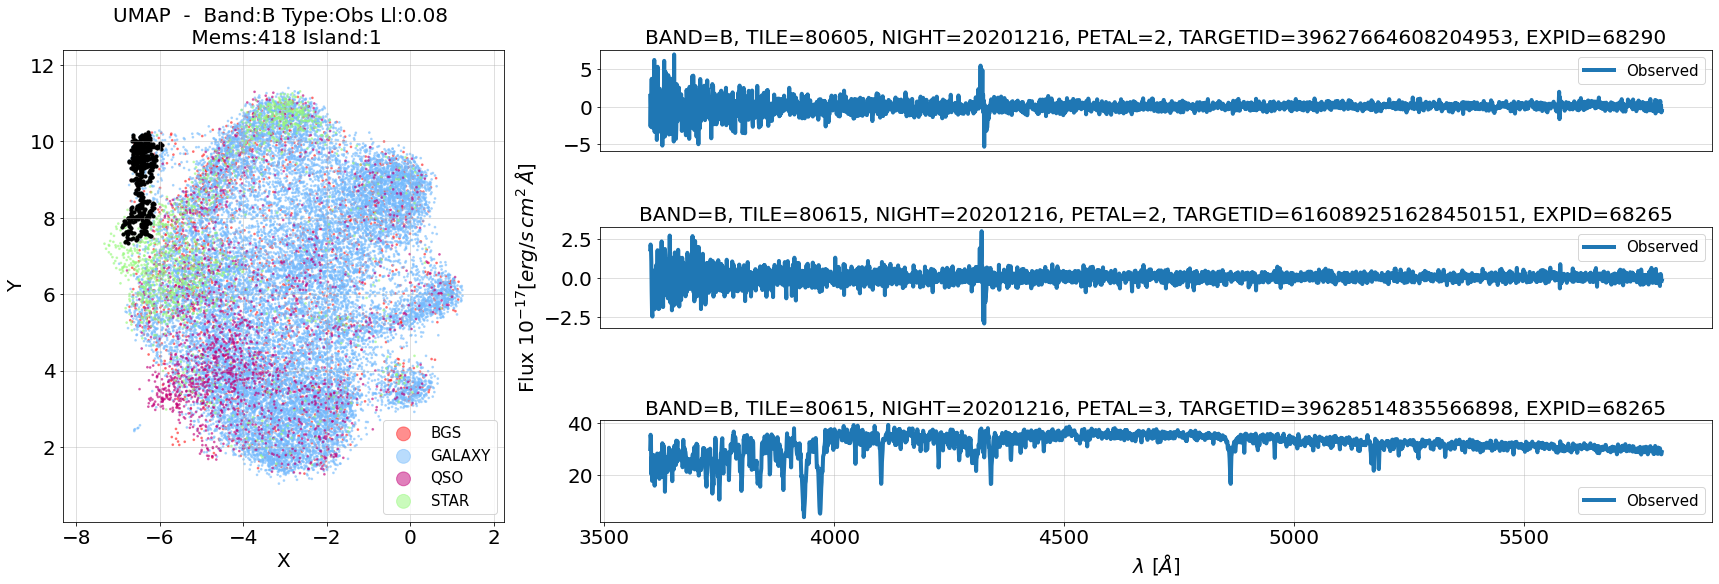 UMAP - Band:B Type:Obs Ll:0.08
Mems:418 Island:1
12
10
8
6
4
2
Y
−8
−6
−4
−2
0
2
X
BGS
GALAXY
QSO
STAR
Flux 10⁻¹⁷[erg/s cm² Å]
BAND=B, TILE=80605, NIGHT=20201216, PETAL=2, TARGETID=39627664608204953, EXPID=68290
5
0
−5
Observed
BAND=B, TILE=80615, NIGHT=20201216, PETAL=2, TARGETID=616089251628450151, EXPID=68265
2.5
0.0
−2.5
Observed
BAND=B, TILE=80615, NIGHT=20201216, PETAL=3, TARGETID=39628514835566898, EXPID=68265
40
20
Observed
3500
4000
4500
5000
5500
λ [Å]